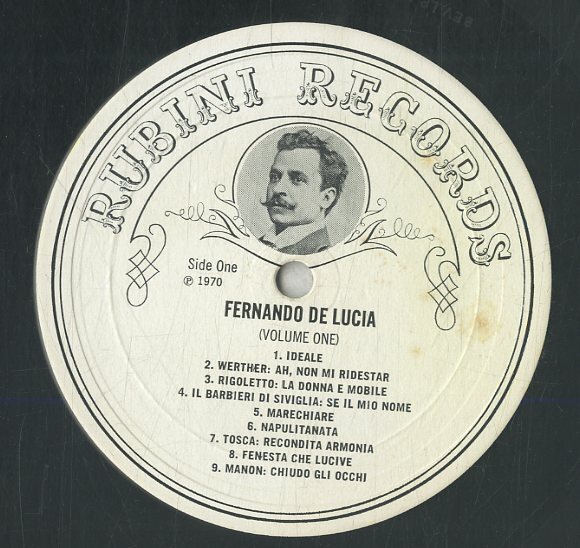 RUBINI RECORDS
Side One
℗ 1970
FERNANDO DE LUCIA
(VOLUME ONE)
1. IDEALE
2. WERTHER: AH, NON MI RIDESTAR
3. RIGOLETTO: LA DONNA E MOBILE
4. IL BARBIERI DI SIVIGLIA: SE IL MIO NOME
5. MARECHIARE
6. NAPULITANATA
7. TOSCA: RECONDITA ARMONIA
8. FENESTA CHE LUCIVE
9. MANON: CHIUDO GLI OCCHI